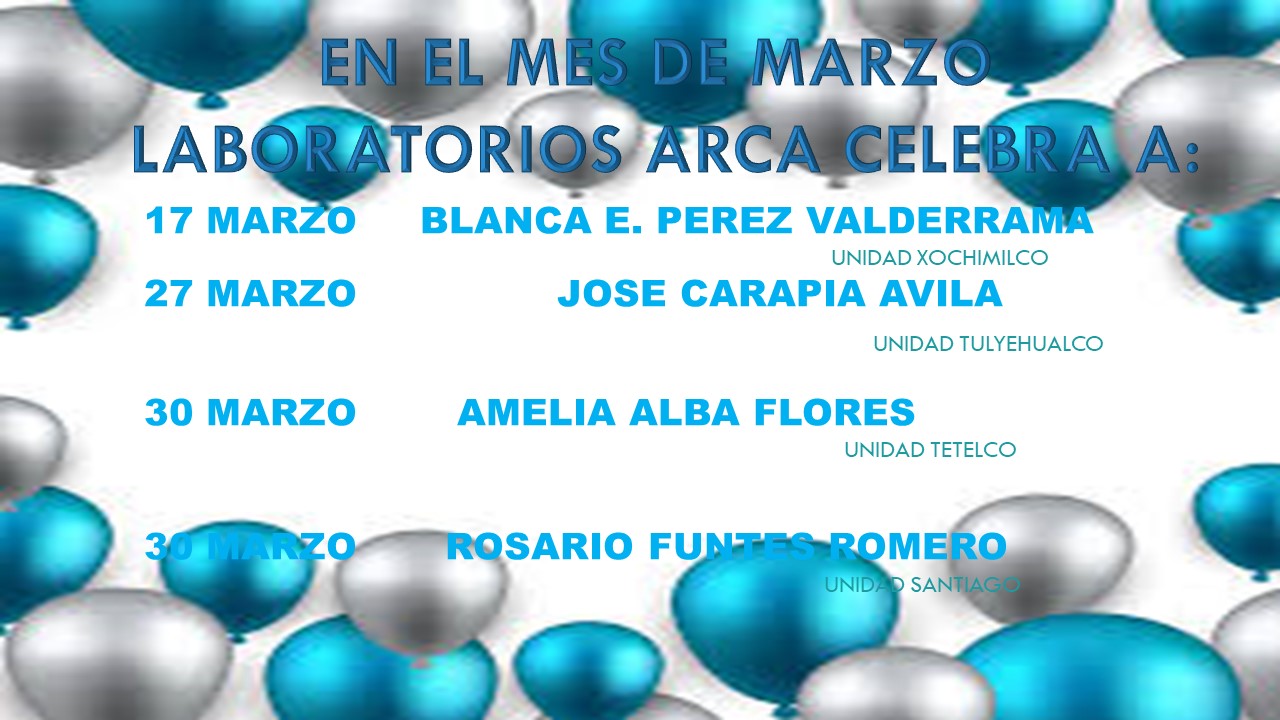 EN EL MES DE MARZO
LABORATORIOS ARCA CELEBRA A:
17 MARZO BLANCA E. PEREZ VALDERRAMA
UNIDAD XOCHIMILCO
27 MARZO JOSE CARAPIA AVILA
UNIDAD TULYEHUALCO
30 MARZO AMELIA ALBA FLORES
UNIDAD TETELCO
30 MARZO ROSARIO FUNTES ROMERO
UNIDAD SANTIAGO